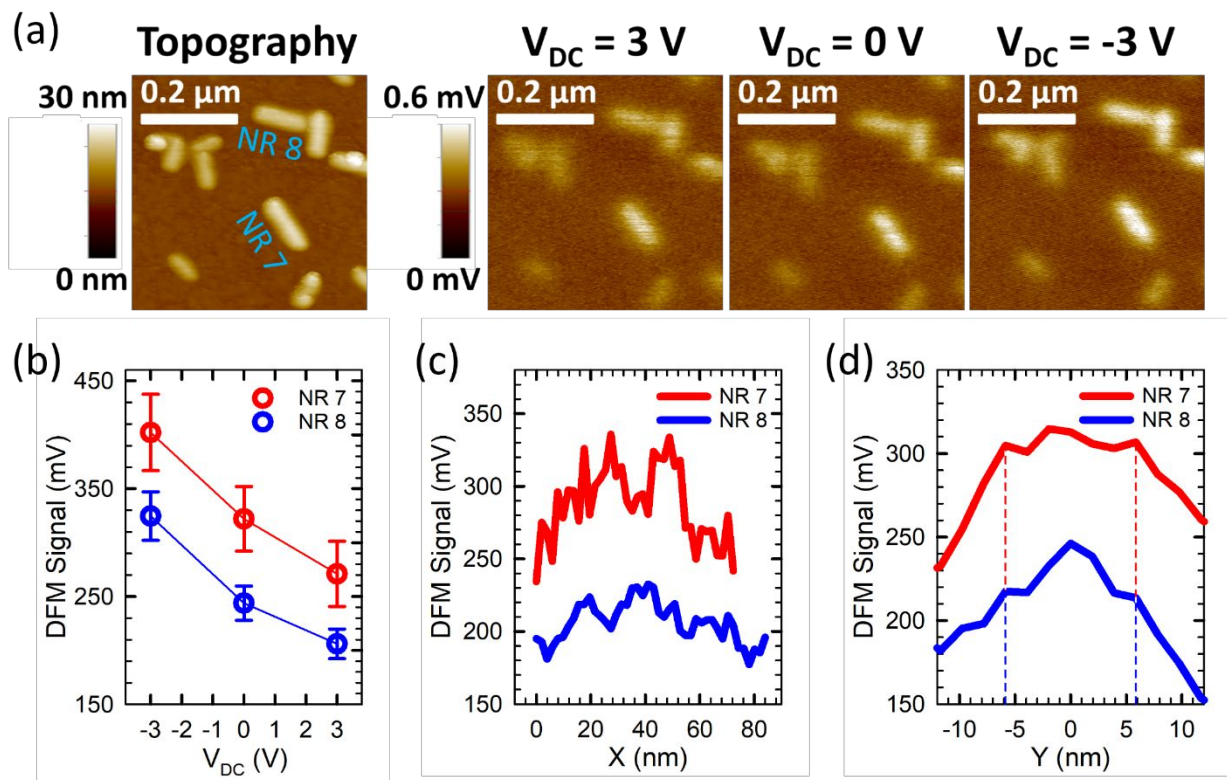 (a)
Topography
V_DC = 3 V
V_DC = 0 V
V_DC = -3 V
30 nm
0 nm
0.2 μm
NR 8
NR 7
0.6 mV
0 mV
0.2 μm
0.2 μm
0.2 μm
(b)
DFM Signal (mV)
450
350
250
150
NR 7
NR 8
-3 -2 -1 0 1 2 3
V_DC (V)
(c)
DFM Signal (mV)
350
300
250
200
150
NR 7
NR 8
0 20 40 60 80
X (nm)
(d)
DFM Signal (mV)
350
300
250
200
150
NR 7
NR 8
-10 -5 0 5 10
Y (nm)